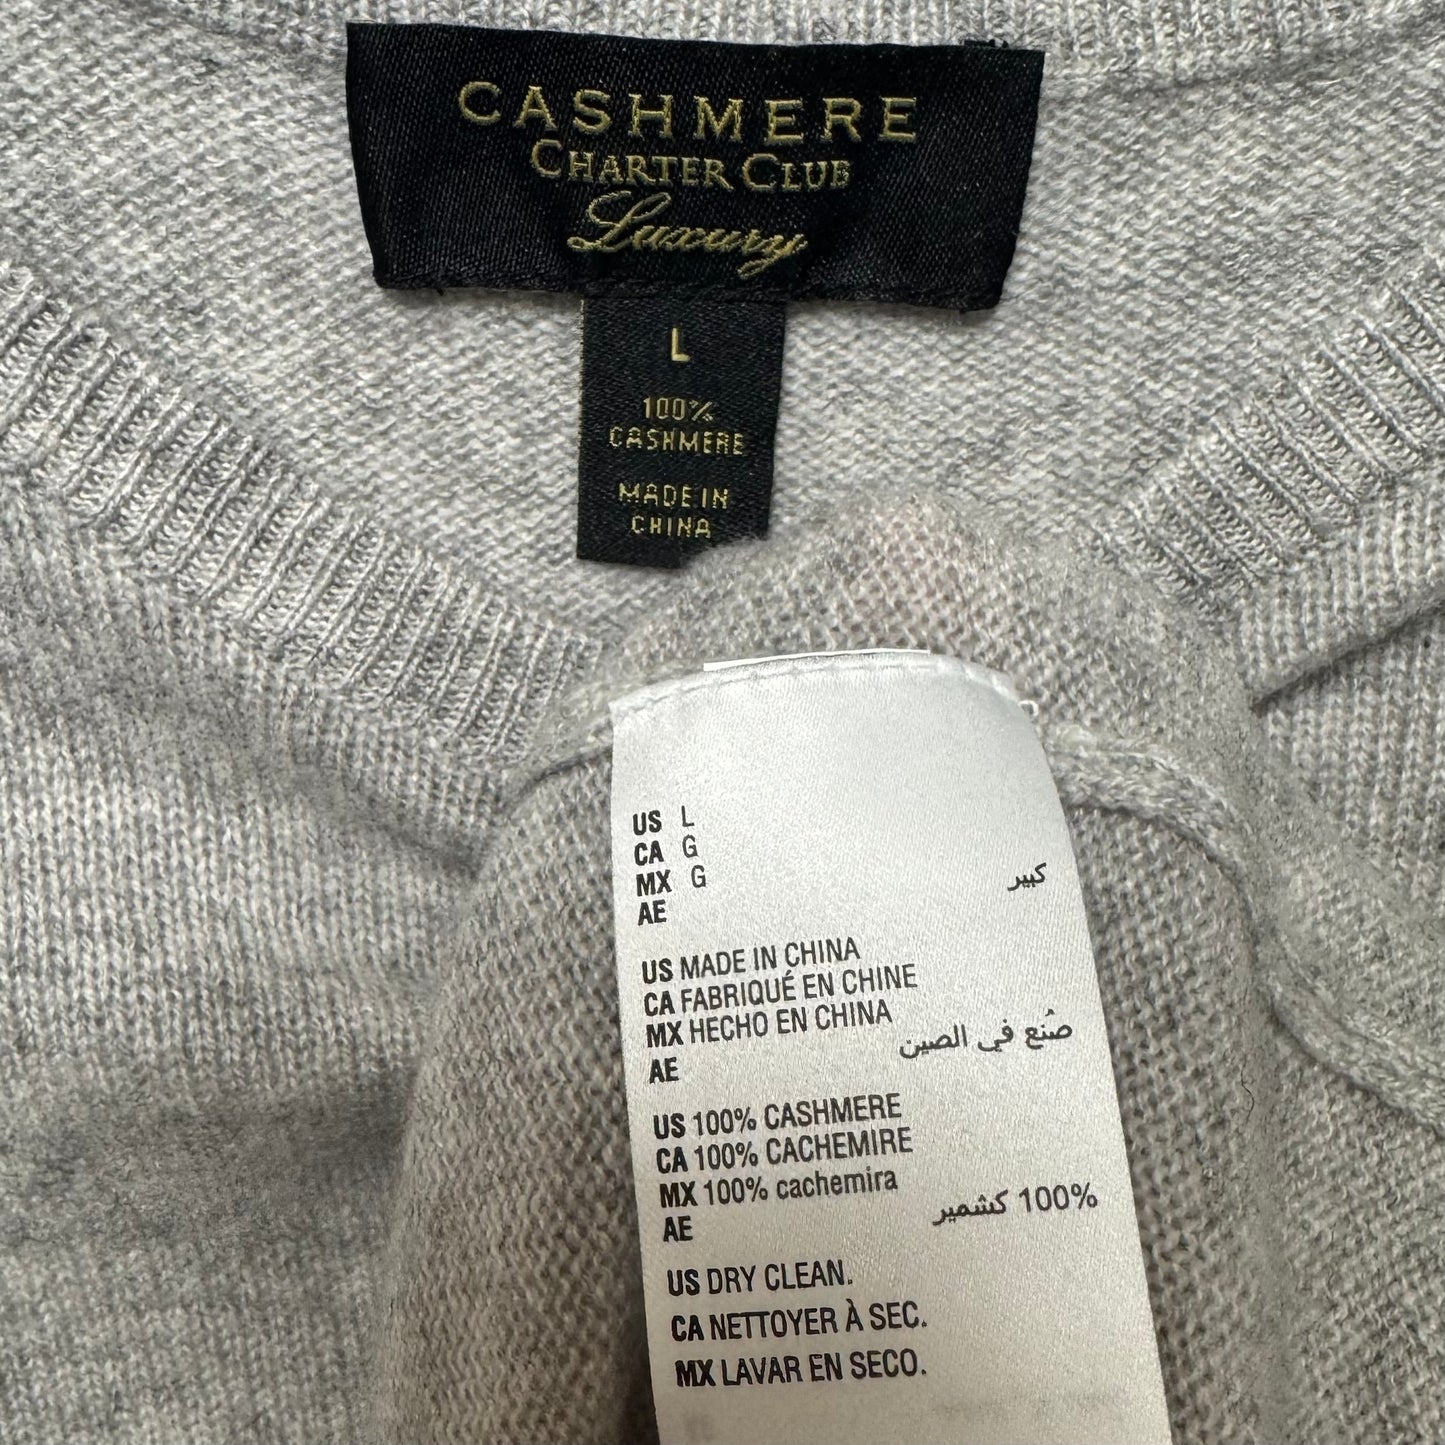 CASHMERE
CHARTER CLUB
Luxury
L
100%
CASHMERE
MADE IN
CHINA
US L
CA G
MX G
AE كبير
US MADE IN CHINA
CA FABRIQUÉ EN CHINE
MX HECHO EN CHINA
AE صُنع في الصين
US 100% CASHMERE
CA 100% CACHEMIRE
MX 100% cachemira
AE 100% كشمير
US DRY CLEAN.
CA NETTOYER À SEC.
MX LAVAR EN SECO.